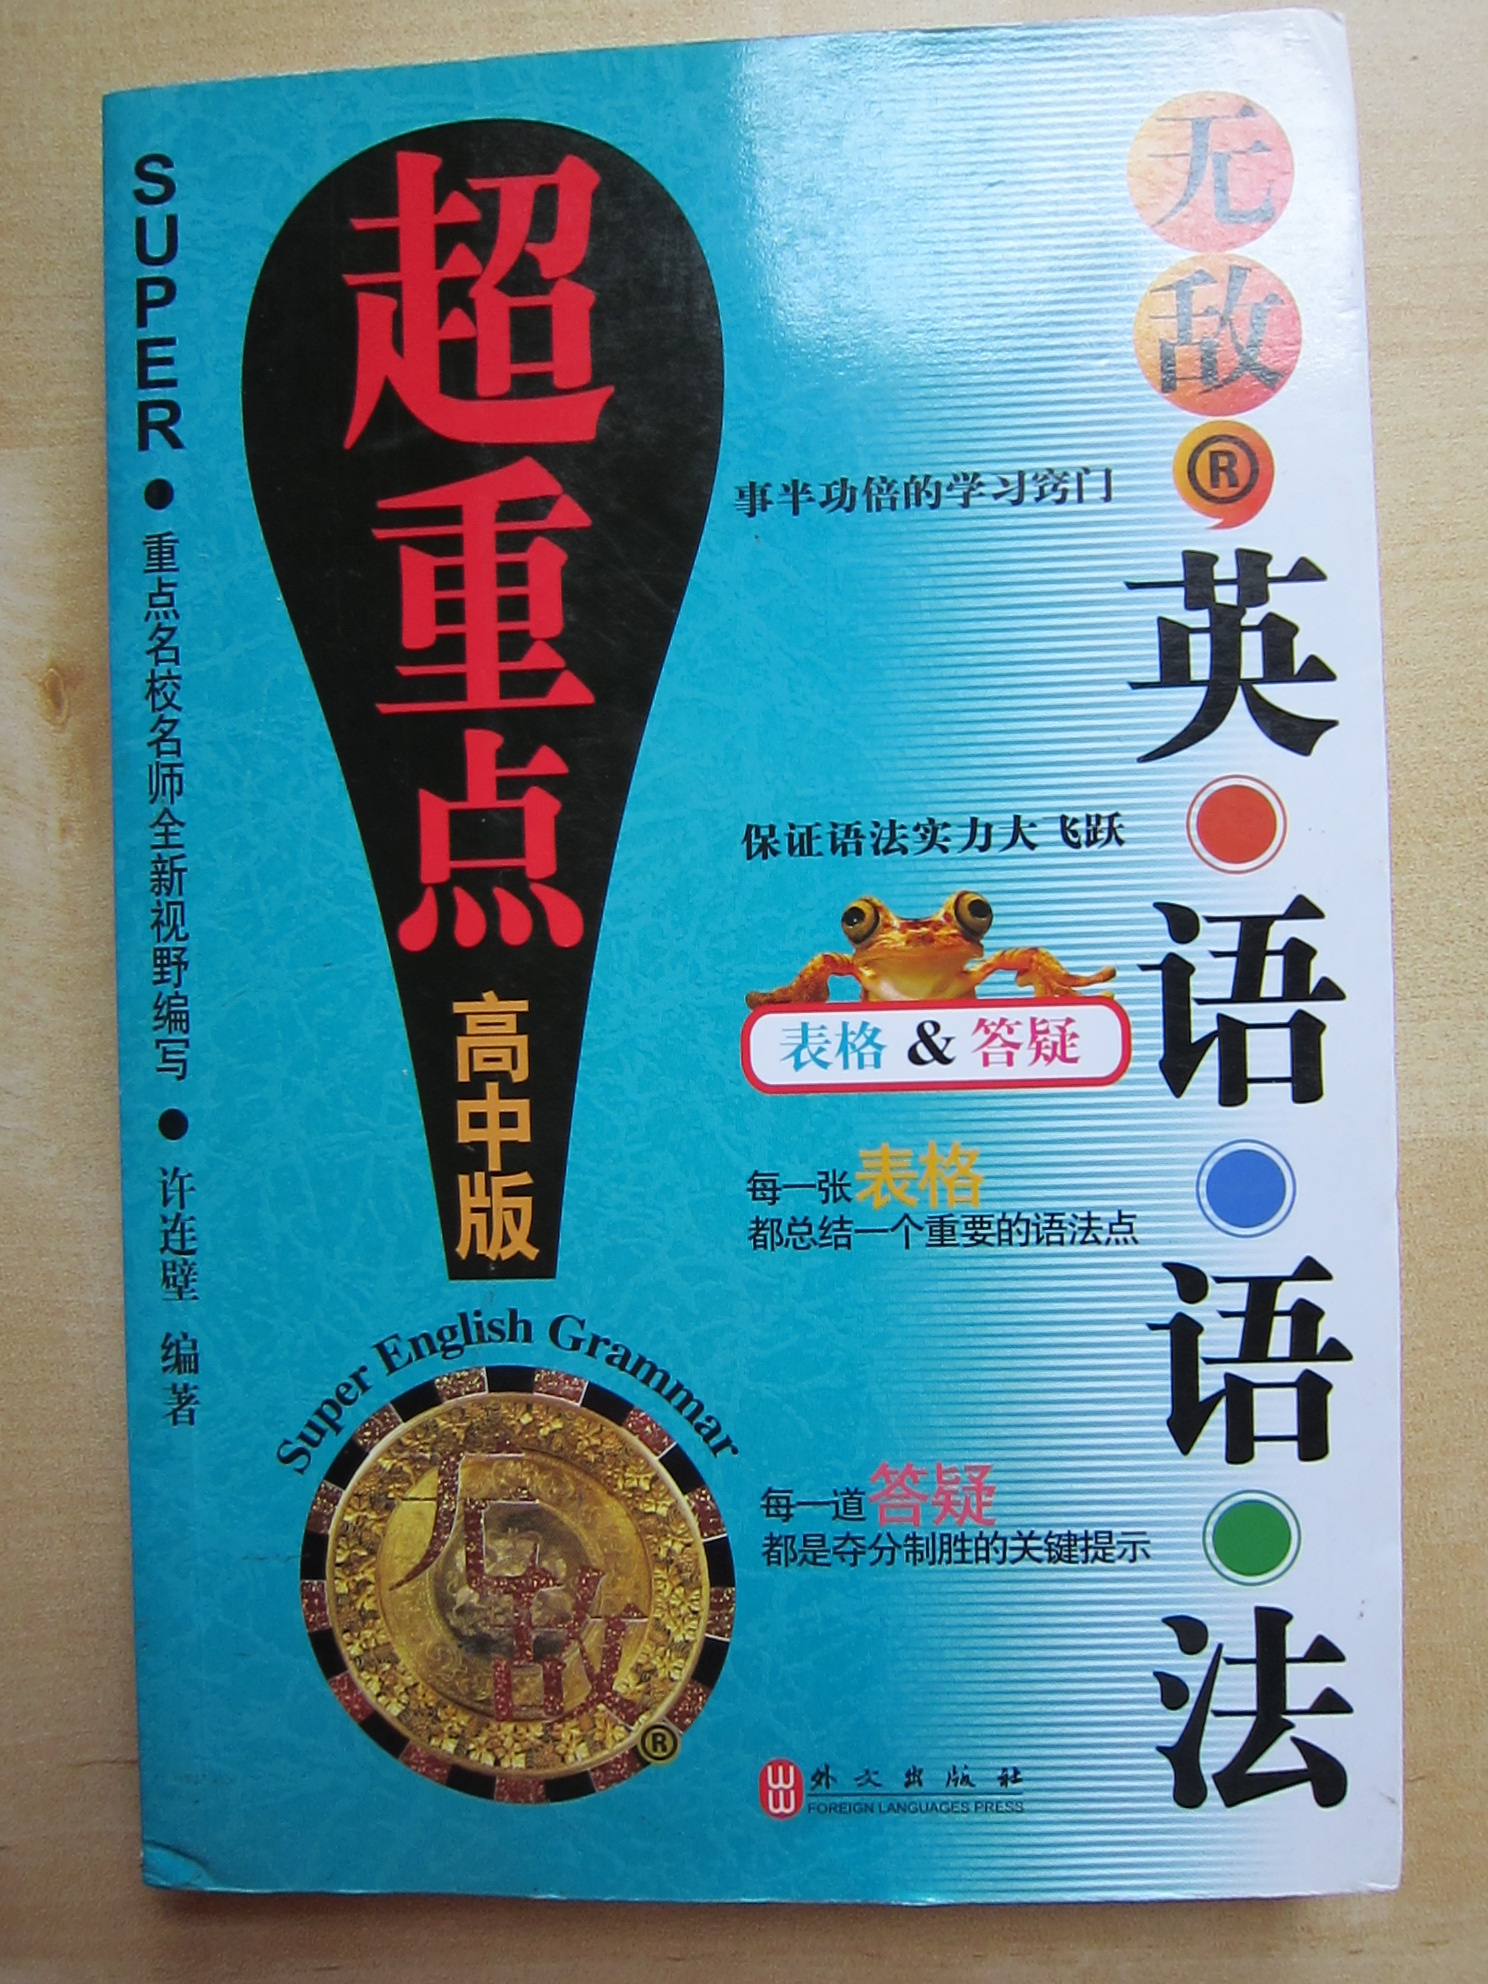 无敌®英语语法
超重点
高中版
SUPER●重点名校名师全新视野编写●许连壁 编著
事半功倍的学习窍门
保证语法实力大飞跃
表格&答疑
每一张表格
都总结一个重要的语法点
每一道答疑
都是夺分制胜的关键提示
Super English Grammar
无敌®
外文出版社
FOREIGN LANGUAGES PRESS